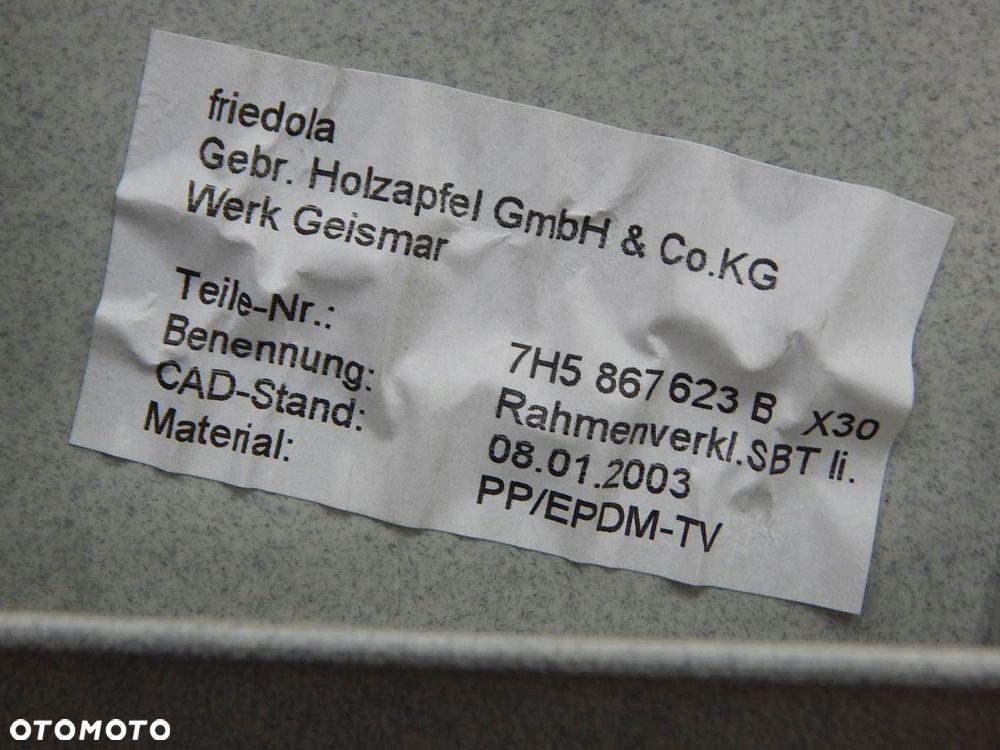 friedola
Gebr. Holzapfel GmbH & Co.KG
Werk Geismar
Teile-Nr.: 7H5 867 623 B X30
Benennung: Rahmenverkl.SBT li.
CAD-Stand: 08.01.2003
Material: PP/EPDM-TV
OTOMOTO